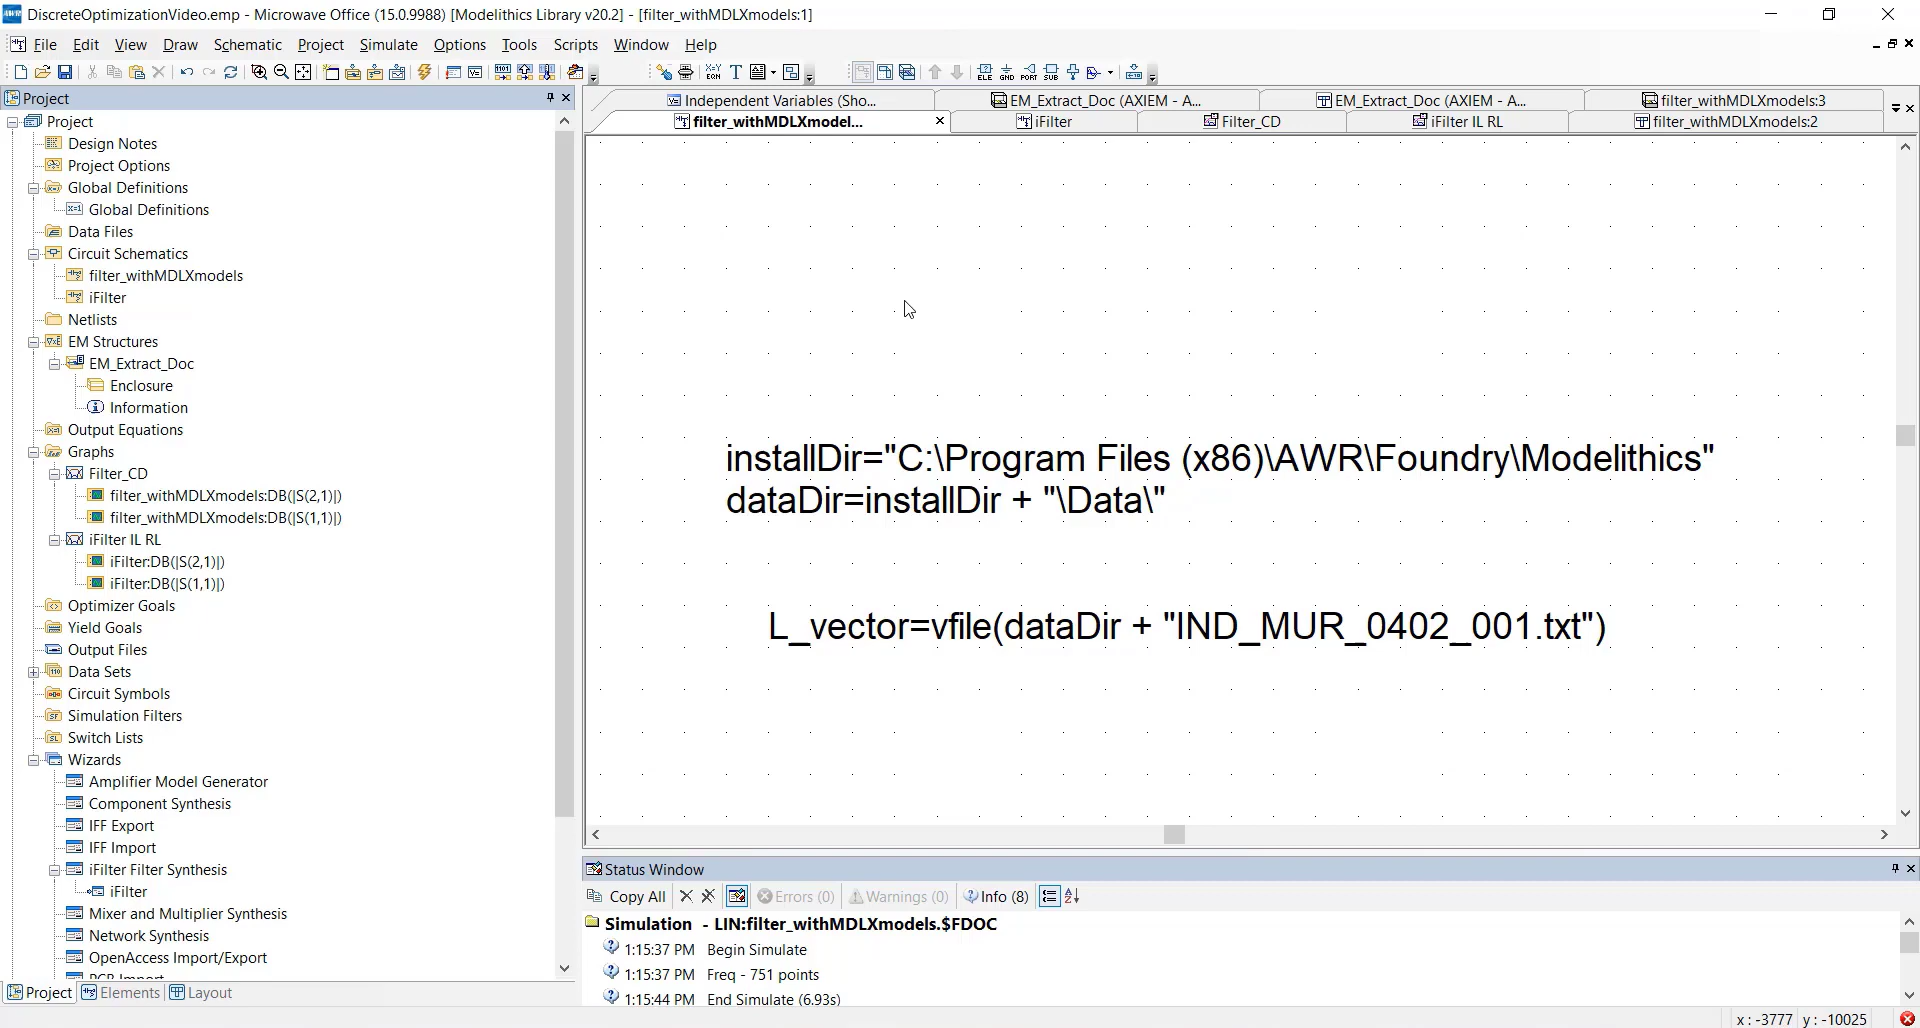 DiscreteOptimizationVideo.emp - Microwave Office (15.0.9988) [Modelithics Library v20.2] - [filter_withMDLXmodels:1]
File Edit View Draw Schematic Project Simulate Options Tools Scripts Window Help
Project
Project
Design Notes
Project Options
Global Definitions
Global Definitions
Data Files
Circuit Schematics
filter_withMDLXmodels
iFilter
Netlists
EM Structures
EM_Extract_Doc
Enclosure
Information
Output Equations
Graphs
Filter_CD
filter_withMDLXmodels:DB(|S(2,1)|)
filter_withMDLXmodels:DB(|S(1,1)|)
iFilter IL RL
iFilter:DB(|S(2,1)|)
iFilter:DB(|S(1,1)|)
Optimizer Goals
Yield Goals
Output Files
Data Sets
Circuit Symbols
Simulation Filters
Switch Lists
Wizards
Amplifier Model Generator
Component Synthesis
IFF Export
IFF Import
iFilter Filter Synthesis
iFilter
Mixer and Multiplier Synthesis
Network Synthesis
OpenAccess Import/Export
PCB Import
Project Elements Layout
Independent Variables (Sho... EM_Extract_Doc (AXIEM - A... EM_Extract_Doc (AXIEM - A... filter_withMDLXmodels:3
filter_withMDLXmodel... iFilter Filter_CD iFilter IL RL filter_withMDLXmodels:2
installDir="C:\Program Files (x86)\AWR\Foundry\Modelithics"
dataDir=installDir + "\Data\"
L_vector=vfile(dataDir + "IND_MUR_0402_001.txt")
Status Window
Copy All Errors (0) Warnings (0) Info (8)
Simulation - LIN:filter_withMDLXmodels.$FDOC
1:15:37 PM Begin Simulate
1:15:37 PM Freq - 751 points
1:15:44 PM End Simulate (6.93s)
x : -3777 y : -10025